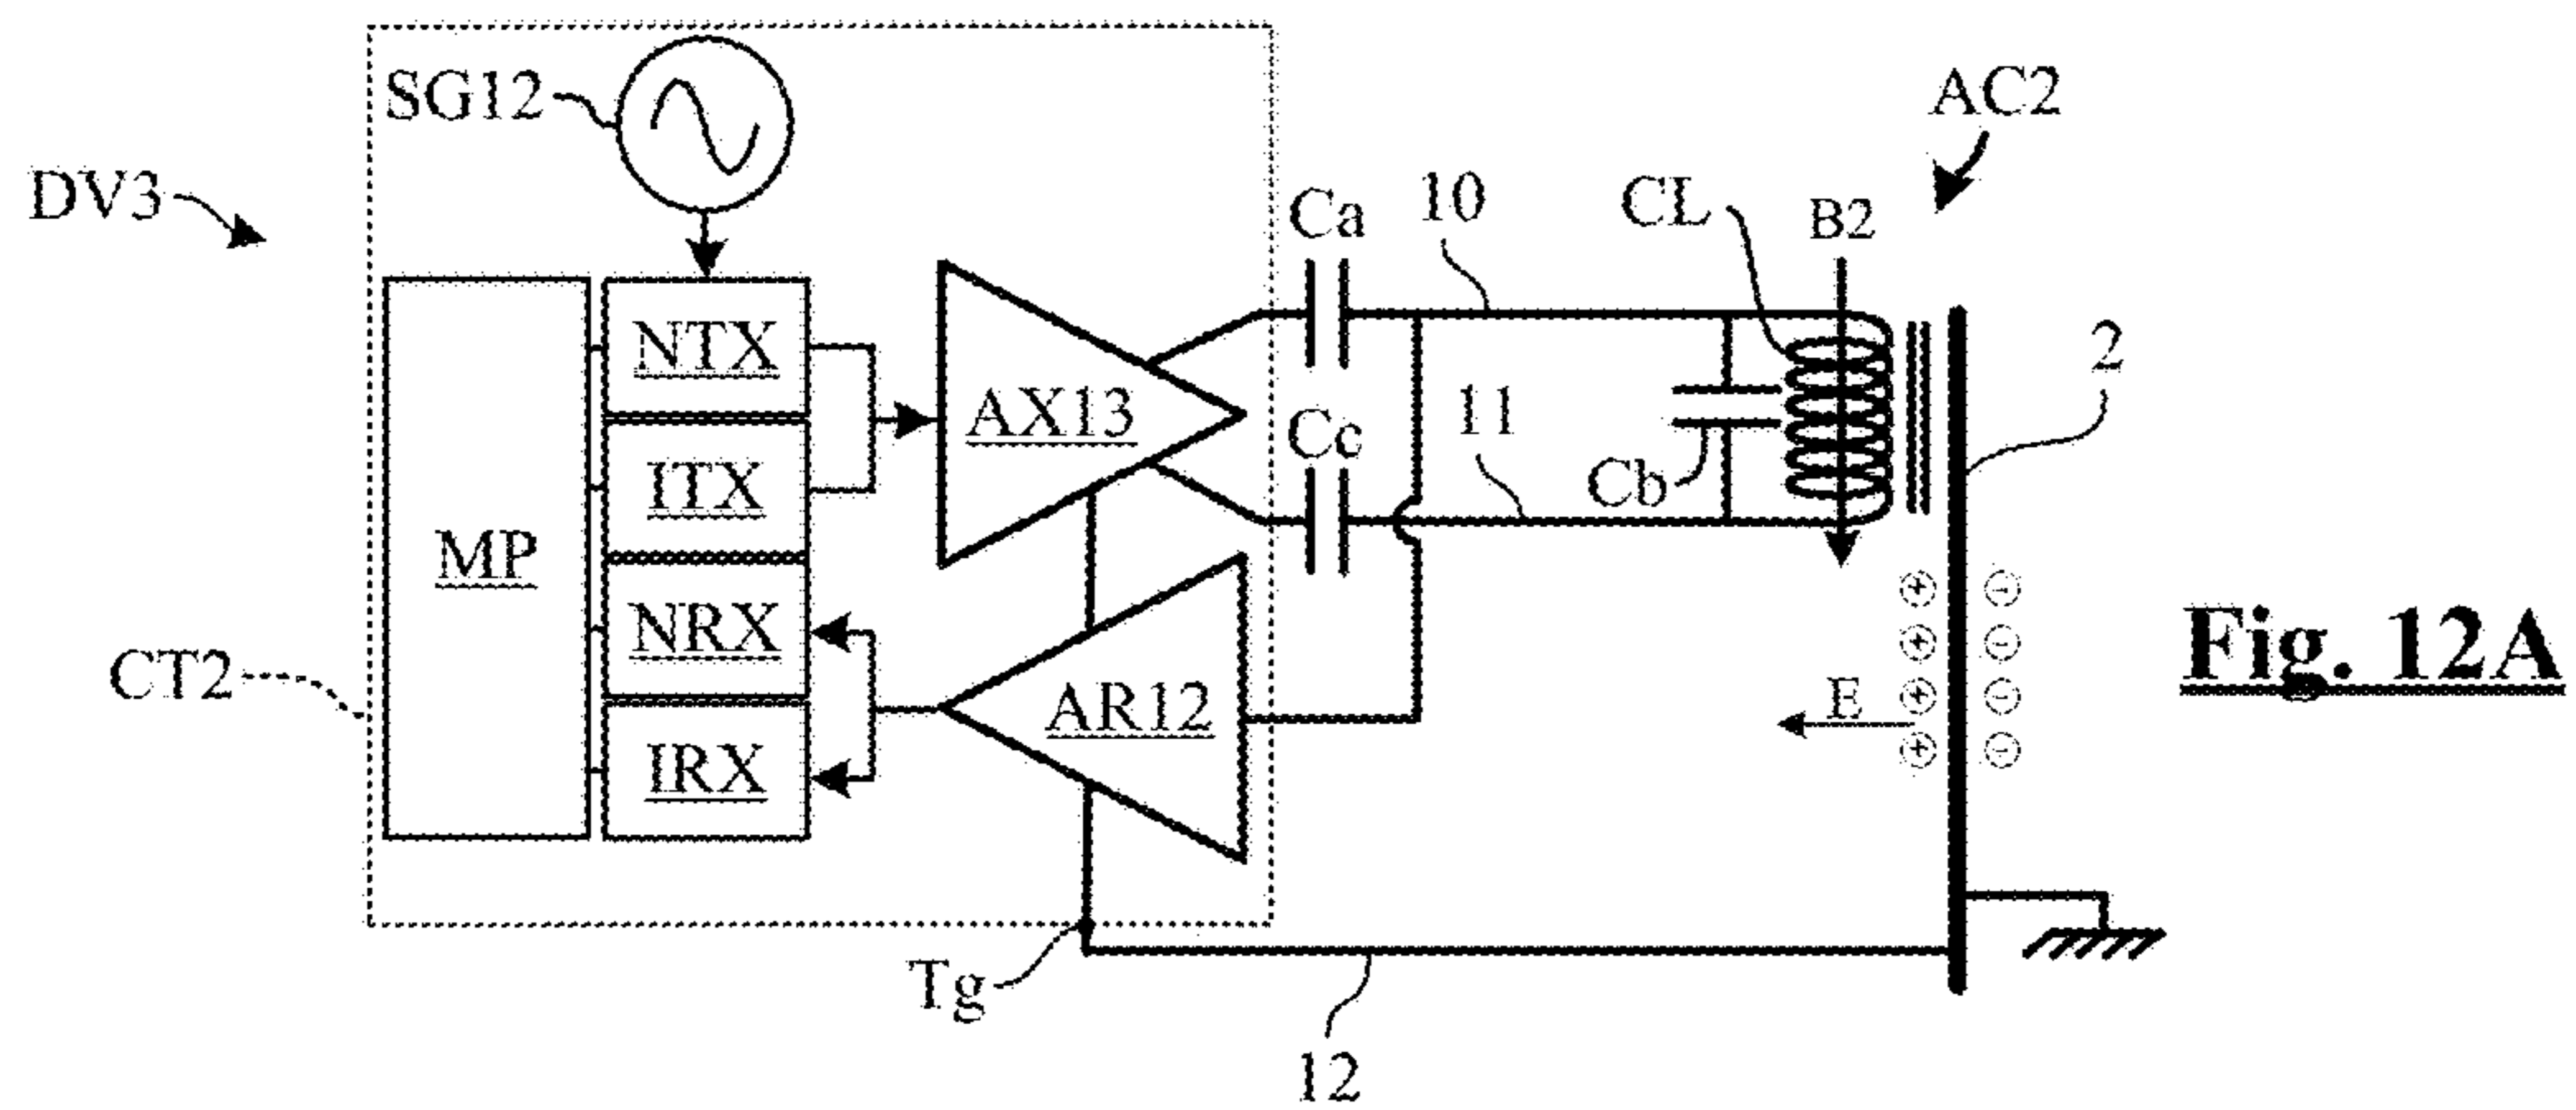 SG12
AC2
DV3
Ca
10
CL
B2
NTX
AX13
2
ITX
Cc
11
Cb
MP
NRX
CT2
AR12
E
Fig. 12A
IRX
Tg
12